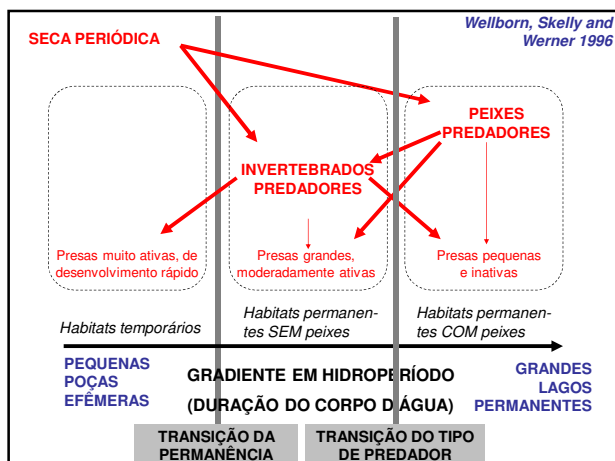 Wellborn, Skelly and
Werner 1996
SECA PERIÓDICA
PEIXES
PREDADORES
INVERTEBRADOS
PREDADORES
Presas muito ativas, de
desenvolvimento rápido
Presas grandes,
moderadamente ativas
Presas pequenas
e inativas
Habitats temporários
Habitats permanen-
tes SEM peixes
Habitats permanen-
tes COM peixes
PEQUENAS
POÇAS
EFÊMERAS
GRADIENTE EM HIDROPERÍODO
(DURAÇÃO DO CORPO D'ÁGUA)
GRANDES
LAGOS
PERMANENTES
TRANSIÇÃO DA
PERMANÊNCIA
TRANSIÇÃO DO TIPO
DE PREDADOR